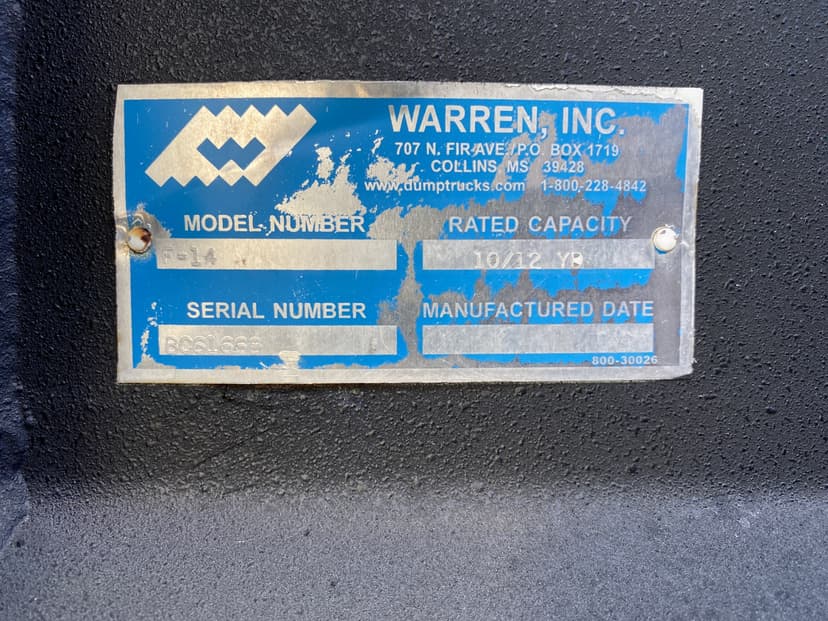 WARREN, INC.
707 N. FIR AVE./P.O. BOX 1719
COLLINS, MS 39428
www.dumptrucks.com 1-800-228-4842
MODEL NUMBER
RATED CAPACITY
10/12 YD
SERIAL NUMBER
MANUFACTURED DATE
800-30026